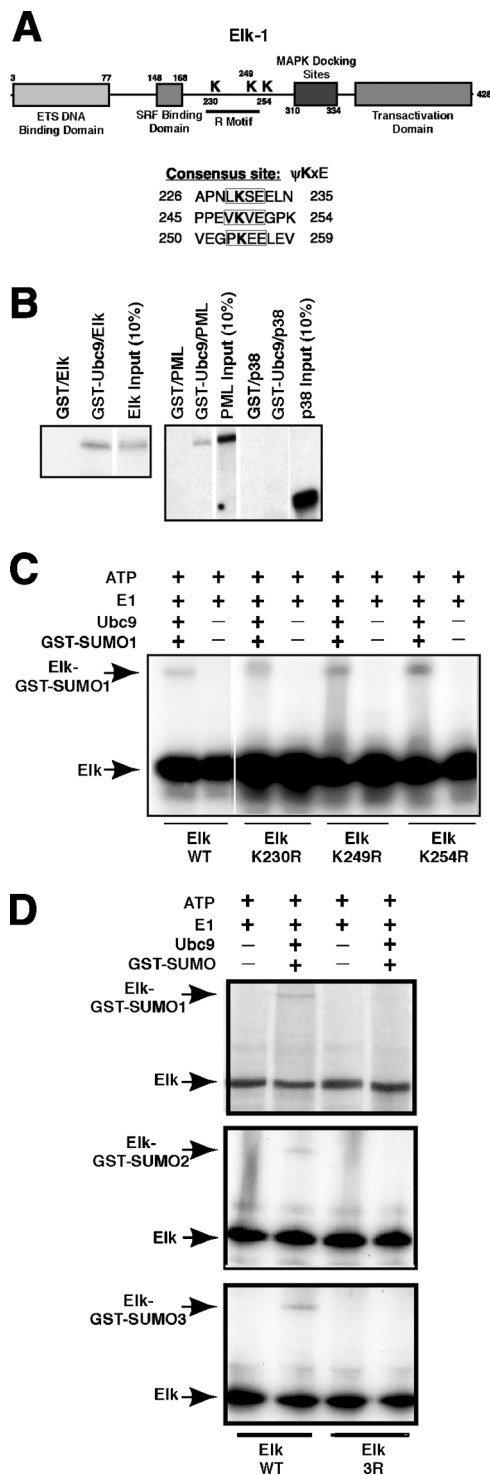 A
Elk-1
MAPK Docking
Sites
3 77 148 168 K 249 K K 428
230 254 310 334
ETS DNA
Binding Domain
SRF Binding
Domain
R Motif
Transactivation
Domain
Consensus site: ψKxE
226 APNLKSEELN 235
245 PPEVKVEGPK 254
250 VEGPKEELEV 259
B
GST/Elk
GST-Ubc9/Elk
Elk Input (10%)
GST/PML
GST-Ubc9/PML
PML Input (10%)
GST/p38
GST-Ubc9/p38
p38 Input (10%)
C
ATP + + + + + + + +
E1 + + + + + + + +
Ubc9 + − + − + − + −
GST-SUMO1 + − + − + − + −
Elk-
GST-SUMO1
Elk
Elk Elk Elk Elk
WT K230R K249R K254R
D
ATP + + + +
E1 + + + +
Ubc9 − + − +
GST-SUMO − + − +
Elk-
GST-SUMO1
Elk
Elk-
GST-SUMO2
Elk
Elk-
GST-SUMO3
Elk
Elk Elk
WT 3R